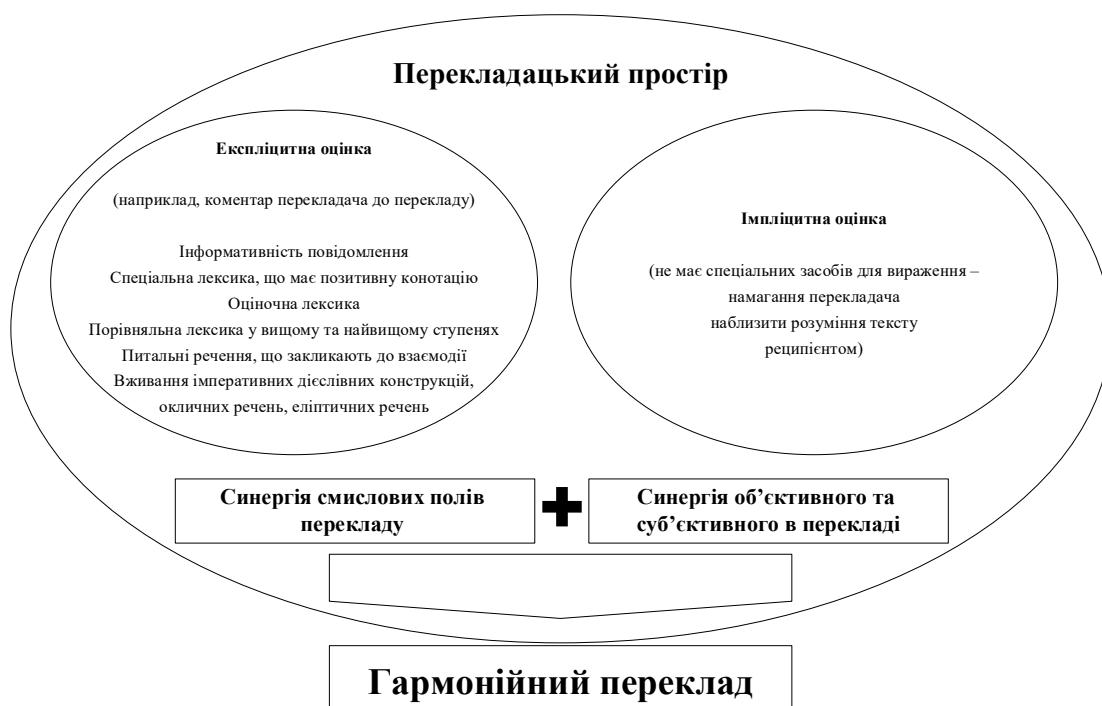 Перекладацький простір
Експліцитна оцінка
(наприклад, коментар перекладача до перекладу)
Інформативність повідомлення
Спеціальна лексика, що має позитивну конотацію
Оціночна лексика
Порівняльна лексика у вищому та найвищому ступенях
Питальні речення, що закликають до взаємодії
Вживання імперативних дієслівних конструкцій,
окличних речень, еліптичних речень
Імпліцитна оцінка
(не має спеціальних засобів для вираження –
намагання перекладача
наблизити розуміння тексту
реципієнтом)
Синергія смислових полів
перекладу
Синергія об’єктивного та
суб’єктивного в перекладі
Гармонійний переклад